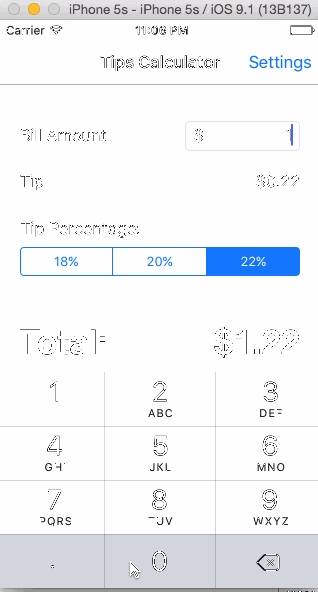 iPhone 5s - iPhone 5s / iOS 9.1 (13B137)
Carrier 11:06 PM
Tips Calculator Settings
Bill Amount $ 1
Tip $0.22
Tip Percentage:
18% 20% 22%
Total: $1.22
1 2 3
ABC DEF
4 5 6
GHI JKL MNO
7 8 9
PQRS TUV WXYZ
. 0